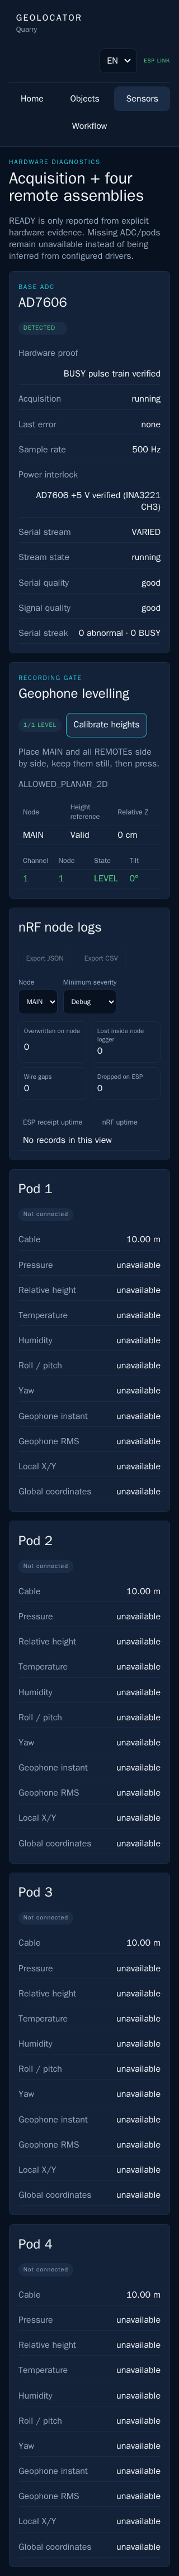 GEOLOCATOR
Quarry
EN
ESP LINK
Home
Objects
Sensors
Workflow
HARDWARE DIAGNOSTICS
Acquisition + four
remote assemblies
READY is only reported from explicit
hardware evidence. Missing ADC/pods
remain unavailable instead of being
inferred from configured drivers.
BASE ADC
AD7606
DETECTED
Hardware proof
BUSY pulse train verified
Acquisition running
Last error none
Sample rate 500 Hz
Power interlock
AD7606 +5 V verified (INA3221
CH3)
Serial stream VARIED
Stream state running
Serial quality good
Signal quality good
Serial streak 0 abnormal · 0 BUSY
RECORDING GATE
Geophone levelling
1/1 LEVEL
Calibrate heights
Place MAIN and all REMOTEs side
by side, keep them still, then press.
ALLOWED_PLANAR_2D
Node Height reference Relative Z
MAIN Valid 0 cm
Channel Node State Tilt
1 1 LEVEL 0°
nRF node logs
Export JSON Export CSV
Node Minimum severity
MAIN Debug
Overwritten on node
0
Lost inside node
logger
0
Wire gaps
0
Dropped on ESP
0
ESP receipt uptime nRF uptime
No records in this view
Pod 1
Not connected
Cable 10.00 m
Pressure unavailable
Relative height unavailable
Temperature unavailable
Humidity unavailable
Roll / pitch unavailable
Yaw unavailable
Geophone instant unavailable
Geophone RMS unavailable
Local X/Y unavailable
Global coordinates unavailable
Pod 2
Not connected
Cable 10.00 m
Pressure unavailable
Relative height unavailable
Temperature unavailable
Humidity unavailable
Roll / pitch unavailable
Yaw unavailable
Geophone instant unavailable
Geophone RMS unavailable
Local X/Y unavailable
Global coordinates unavailable
Pod 3
Not connected
Cable 10.00 m
Pressure unavailable
Relative height unavailable
Temperature unavailable
Humidity unavailable
Roll / pitch unavailable
Yaw unavailable
Geophone instant unavailable
Geophone RMS unavailable
Local X/Y unavailable
Global coordinates unavailable
Pod 4
Not connected
Cable 10.00 m
Pressure unavailable
Relative height unavailable
Temperature unavailable
Humidity unavailable
Roll / pitch unavailable
Yaw unavailable
Geophone instant unavailable
Geophone RMS unavailable
Local X/Y unavailable
Global coordinates unavailable